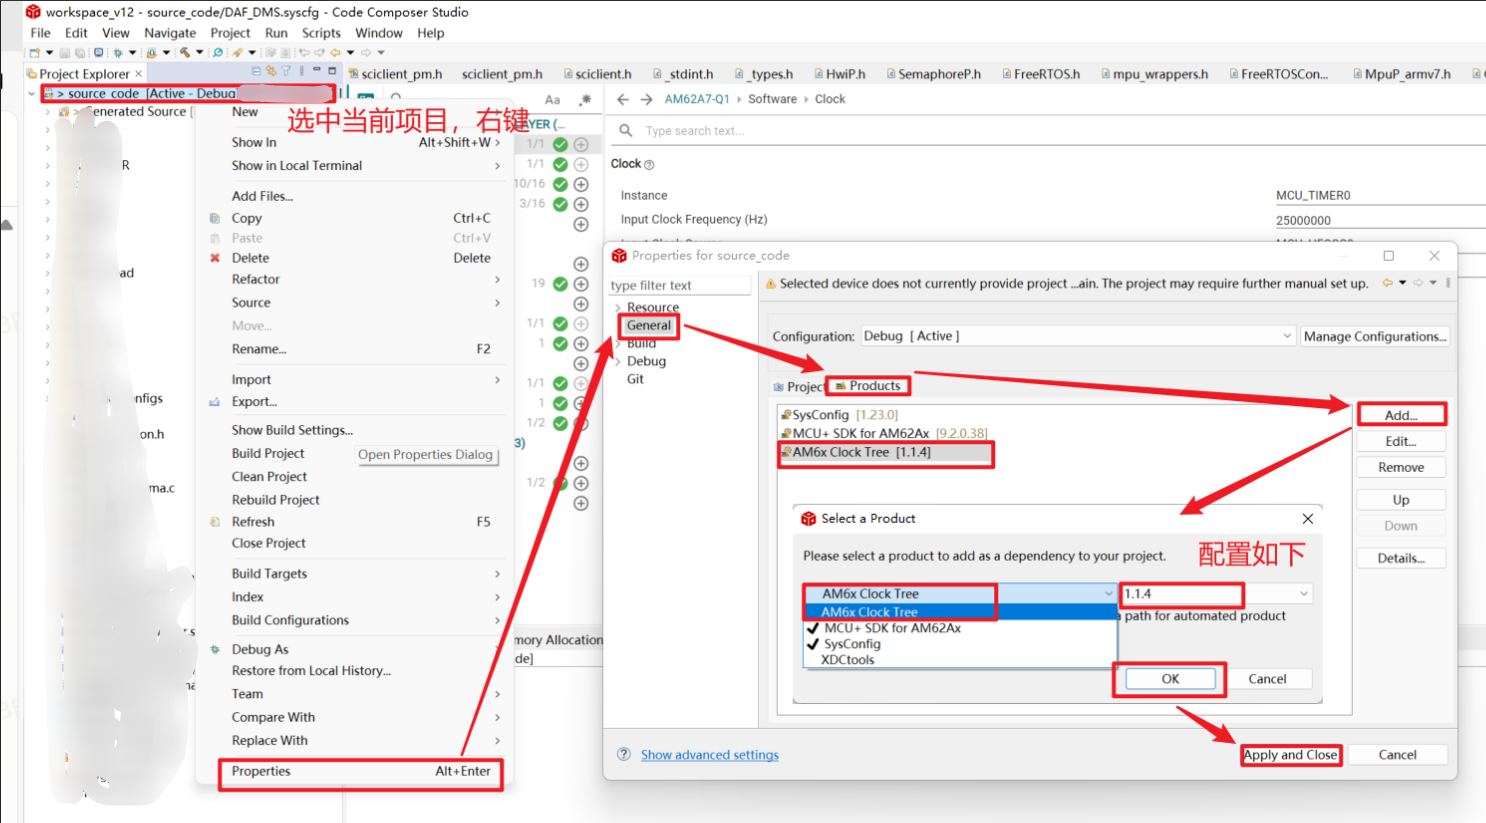 workspace_v12 - source_code/DAF_DMS.syscfg - Code Composer Studio
File Edit View Navigate Project Run Scripts Window Help
Project Explorer
sciclient_pm.h sciclient_pm.h sciclient.h _stdint.h _types.h HwiP.h SemaphoreP.h FreeRTOS.h mpu_wrappers.h FreeRTOSCon... MpuP_armv7.h
> source_code [Active - Debug]
Generated Source
选中当前项目，右键
New
Show In Alt+Shift+W >
Show in Local Terminal
Add Files...
Copy Ctrl+C
Paste Ctrl+V
Delete Delete
Refactor
Source
Move...
Rename... F2
Import
Export...
Show Build Settings...
Build Project
Open Properties Dialog
Clean Project
Rebuild Project
Refresh F5
Close Project
Build Targets
Index
Build Configurations
Debug As
Restore from Local History...
Team
Compare With
Replace With
Properties Alt+Enter
R
ad
nfigs
on.h
ma.c
Aa
LAYER (...
1/1
1/1
10/16
3/16
19
1/1
1
1/1
1
1/2
3)
1/2
mory Allocation
de]
AM62A7-Q1 Software Clock
Type search text...
Clock
Instance MCU_TIMER0
Input Clock Frequency (Hz) 25000000
Properties for source_code
type filter text
Selected device does not currently provide project ...ain. The project may require further manual set up.
Resource
General
Build
Debug
Git
Configuration: Debug [ Active ] Manage Configurations...
Project Products
SysConfig [1.23.0]
MCU+ SDK for AM62Ax [9.2.0.38]
AM6x Clock Tree [1.1.4]
Add...
Edit...
Remove
Up
Down
Details...
Select a Product
Please select a product to add as a dependency to your project.
配置如下
AM6x Clock Tree 1.1.4
AM6x Clock Tree
MCU+ SDK for AM62Ax
SysConfig
XDCtools
path for automated product
OK Cancel
Show advanced settings
Apply and Close Cancel